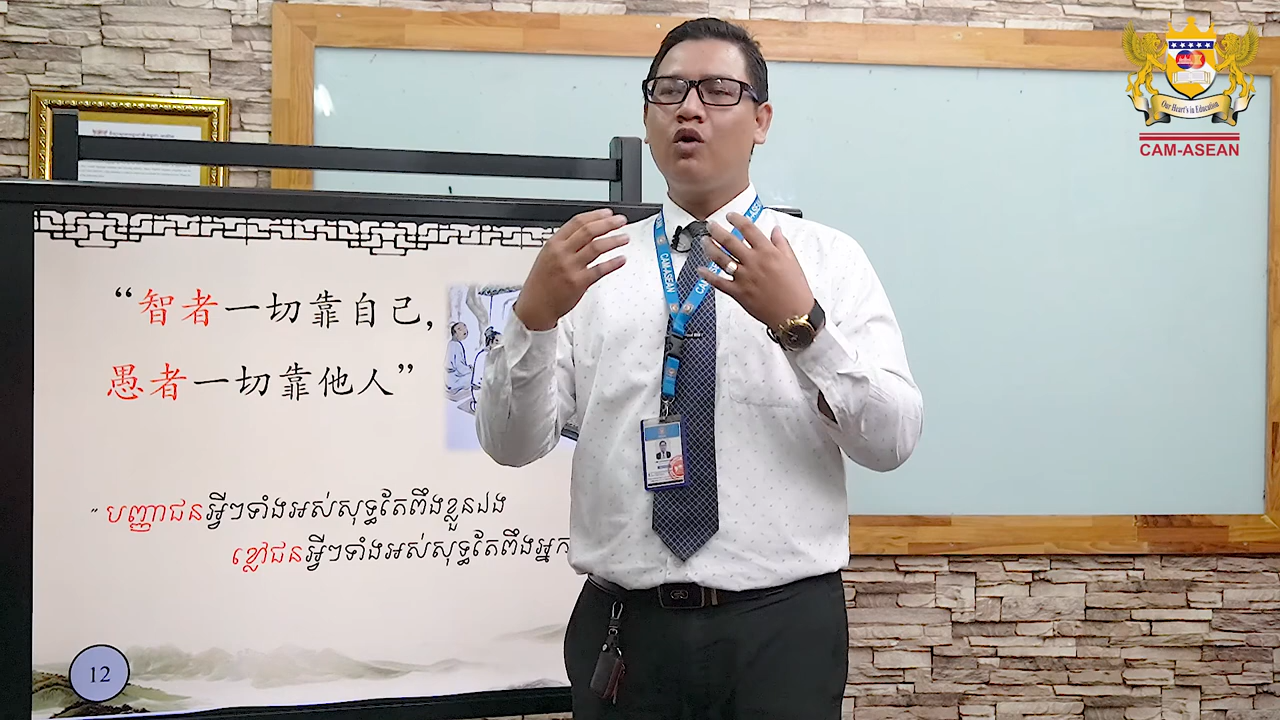 Our Heart's in Education
CAM-ASEAN
“智者一切靠自己,
愚者一切靠他人”
“ បញ្ញាជនអ្វីៗទាំងអស់សុទ្ធតែពឹងខ្លួនឯង
ខ្លៅជនអ្វីៗទាំងអស់សុទ្ធតែពឹងអ្នក
12
CAM-ASEAN